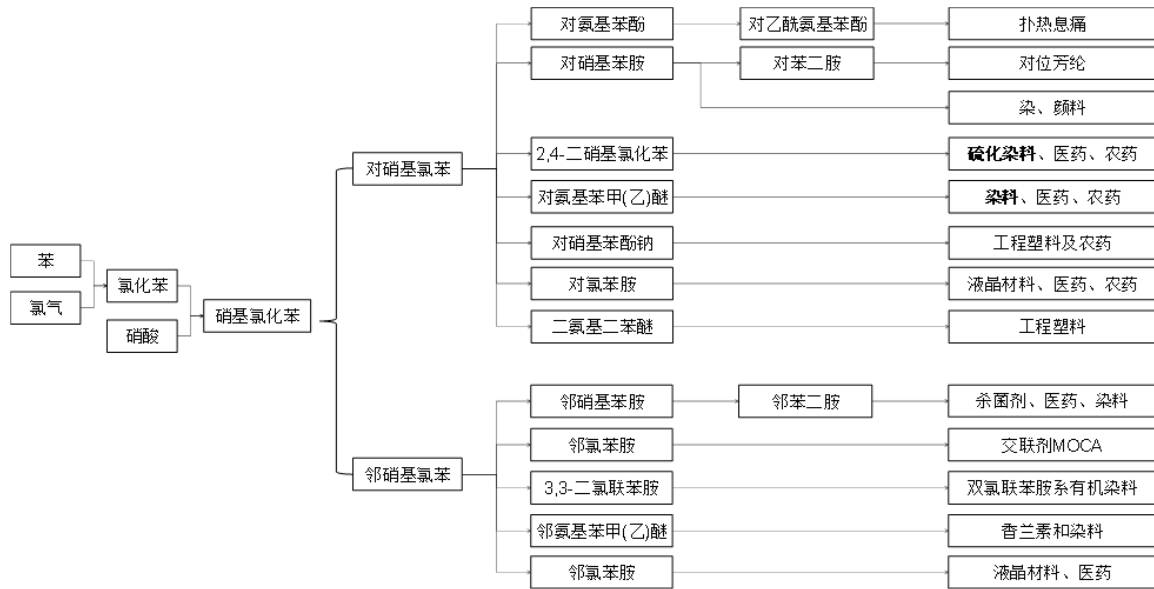 对氨基苯酚
对乙酰氨基苯酚
扑热息痛
对硝基苯胺
对苯二胺
对位芳纶
染、颜料
2,4-二硝基氯化苯
硫化染料、医药、农药
对硝基氯苯
对氨基苯甲(乙)醚
染料、医药、农药
对硝基苯酚钠
工程塑料及农药
苯
氯化苯
对氯苯胺
液晶材料、医药、农药
氯气
硝基氯化苯
硝酸
二氨基二苯醚
工程塑料
邻硝基苯胺
邻苯二胺
杀菌剂、医药、染料
邻氯苯胺
交联剂MOCA
邻硝基氯苯
3,3-二氯联苯胺
双氯联苯胺系有机染料
邻氨基苯甲(乙)醚
香兰素和染料
邻氯苯胺
液晶材料、医药